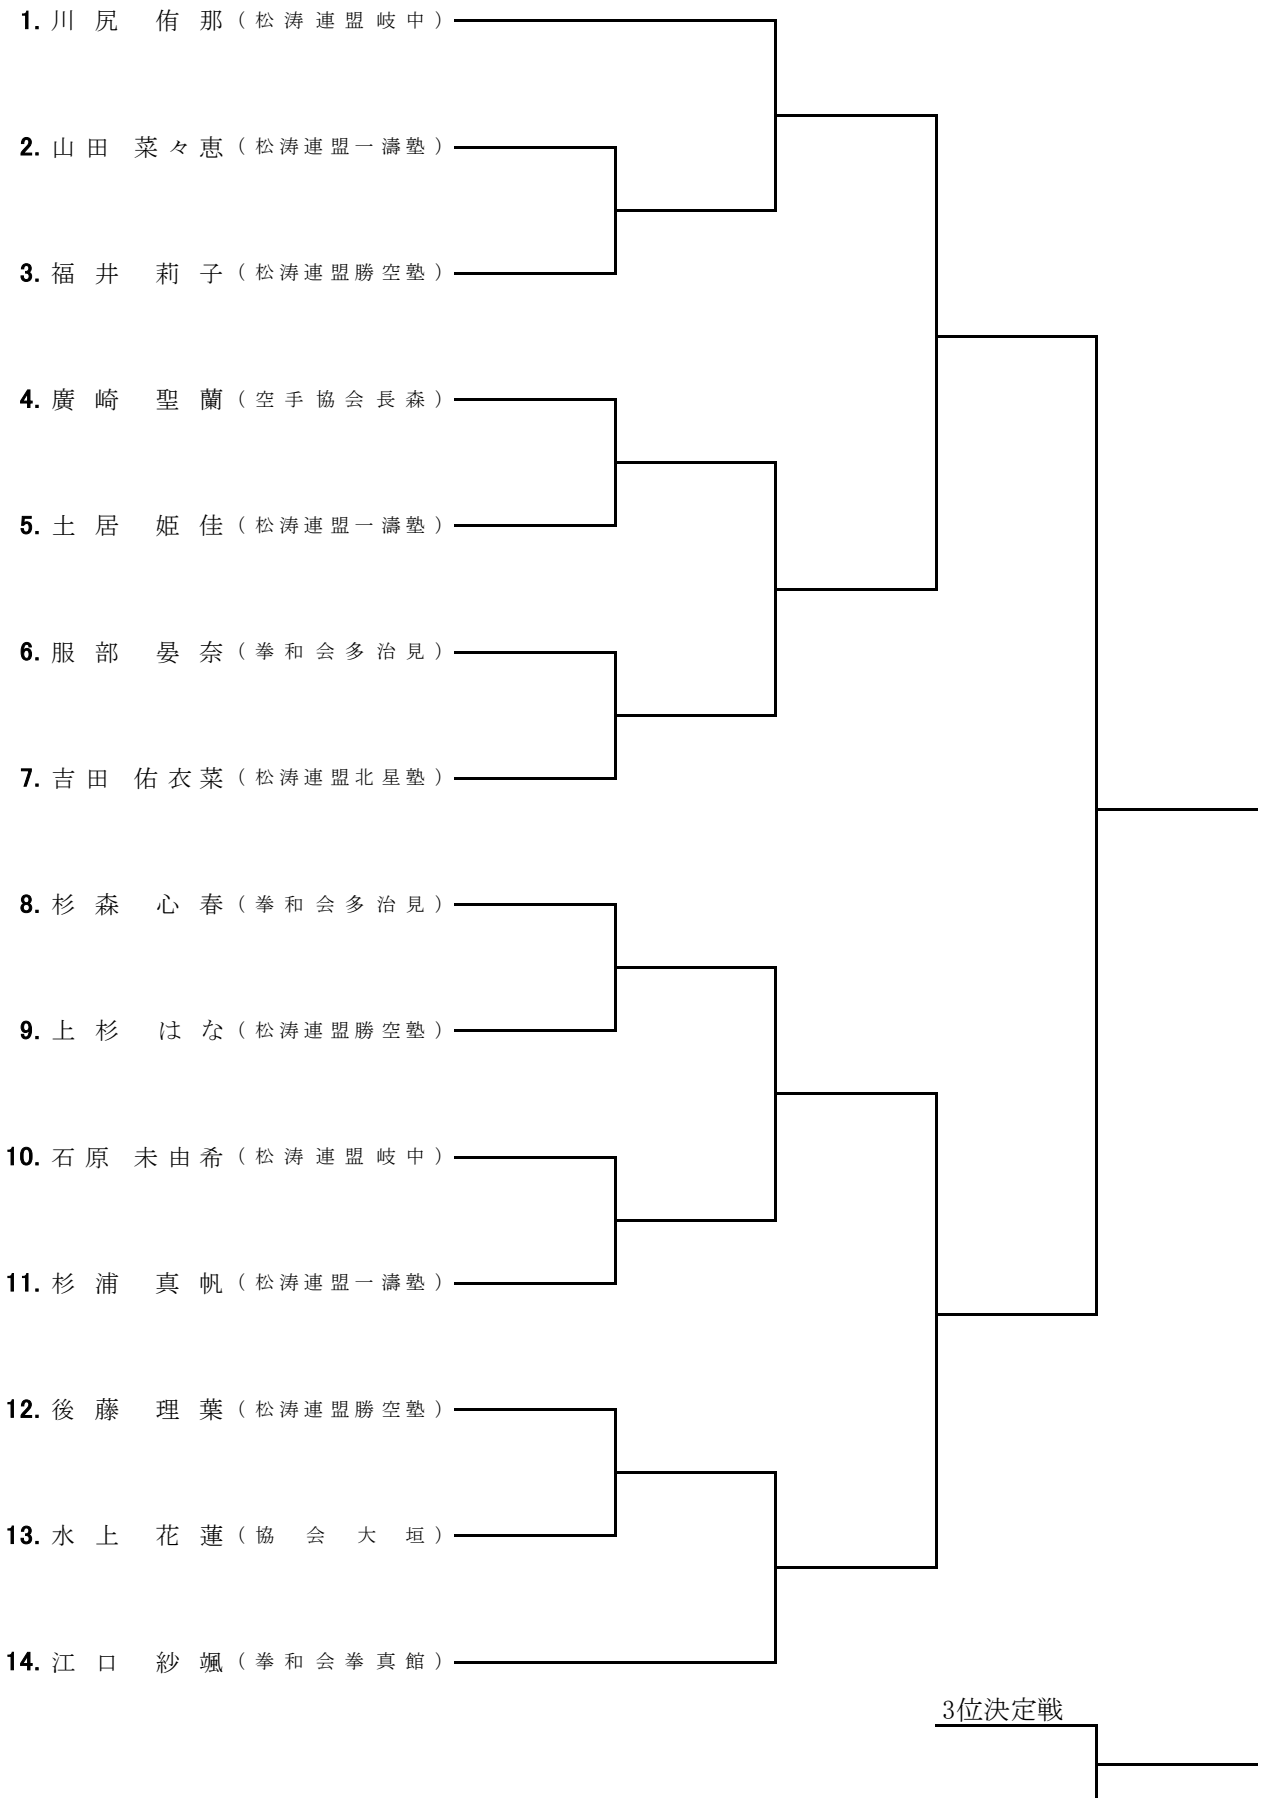 1. 川尻 侑那 (松涛連盟岐中)
2. 山田 菜々恵 (松涛連盟一濤塾)
3. 福井 莉子 (松涛連盟勝空塾)
4. 廣崎 聖蘭 (空手協会長森)
5. 土居 姫佳 (松涛連盟一濤塾)
6. 服部 晏奈 (拳和会多治見)
7. 吉田 佑衣菜 (松涛連盟北星塾)
8. 杉森 心春 (拳和会多治見)
9. 上杉 はな (松涛連盟勝空塾)
10. 石原 未由希 (松涛連盟岐中)
11. 杉浦 真帆 (松涛連盟一濤塾)
12. 後藤 理葉 (松涛連盟勝空塾)
13. 水上 花蓮 (協会大垣)
14. 江口 紗颯 (拳和会拳真館)
3位決定戦